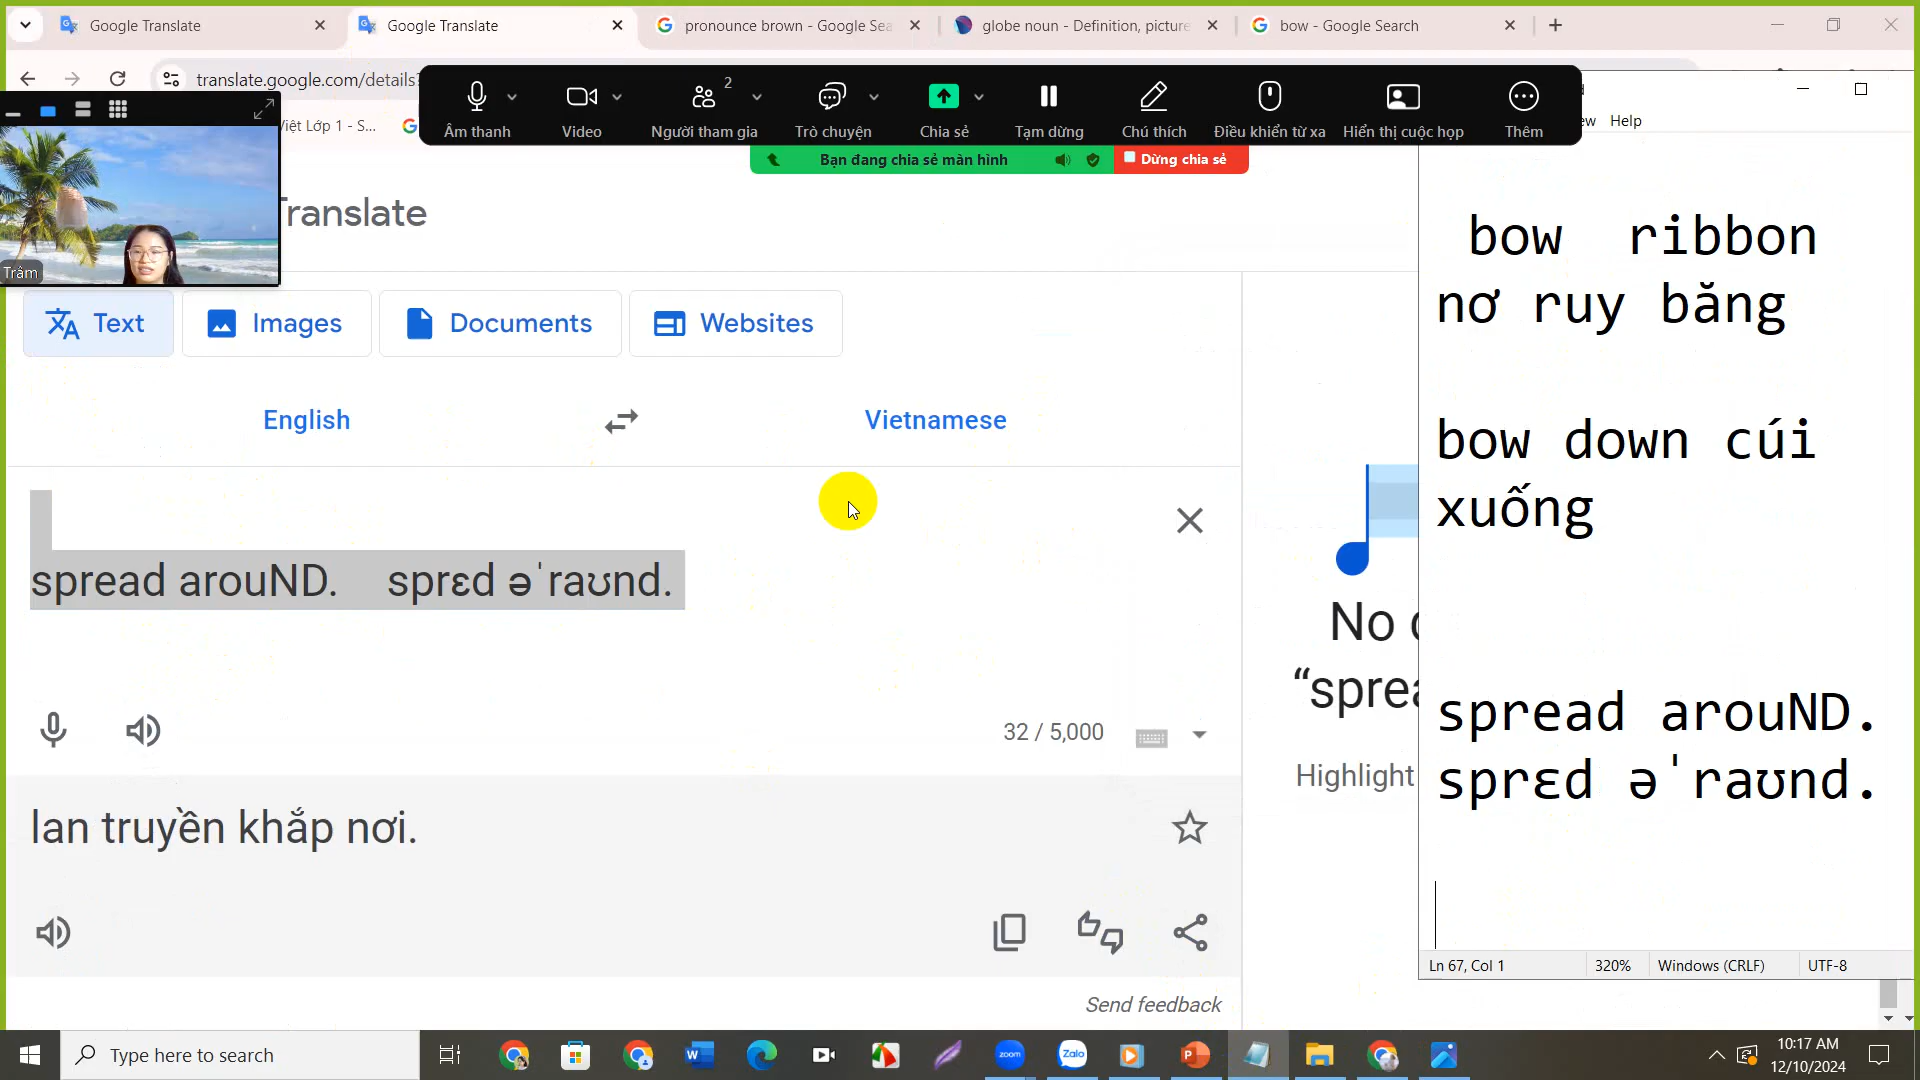 Google Translate
Google Translate
pronounce brown - Google Sea
globe noun - Definition, picture
bow - Google Search
translate.google.com/details?
Việt Lớp 1 - S...
2
Âm thanh
Video
Người tham gia
Trò chuyện
Chia sẻ
Tạm dừng
Chú thích
Điều khiển từ xa
Hiển thị cuộc họp
Thêm
Bạn đang chia sẻ màn hình
Dừng chia sẻ
Help
Trâm
Translate
Text
Images
Documents
Websites
English
Vietnamese
spread arouND. sprɛd əˈraʊnd.
32 / 5,000
lan truyền khắp nơi.
Send feedback
“sprea
Highlight
bow ribbon
nơ ruy băng
bow down cúi
xuống
spread arouND.
sprɛd əˈraʊnd.
Ln 67, Col 1
320%
Windows (CRLF)
UTF-8
Type here to search
zoom
Zalo
10:17 AM
12/10/2024